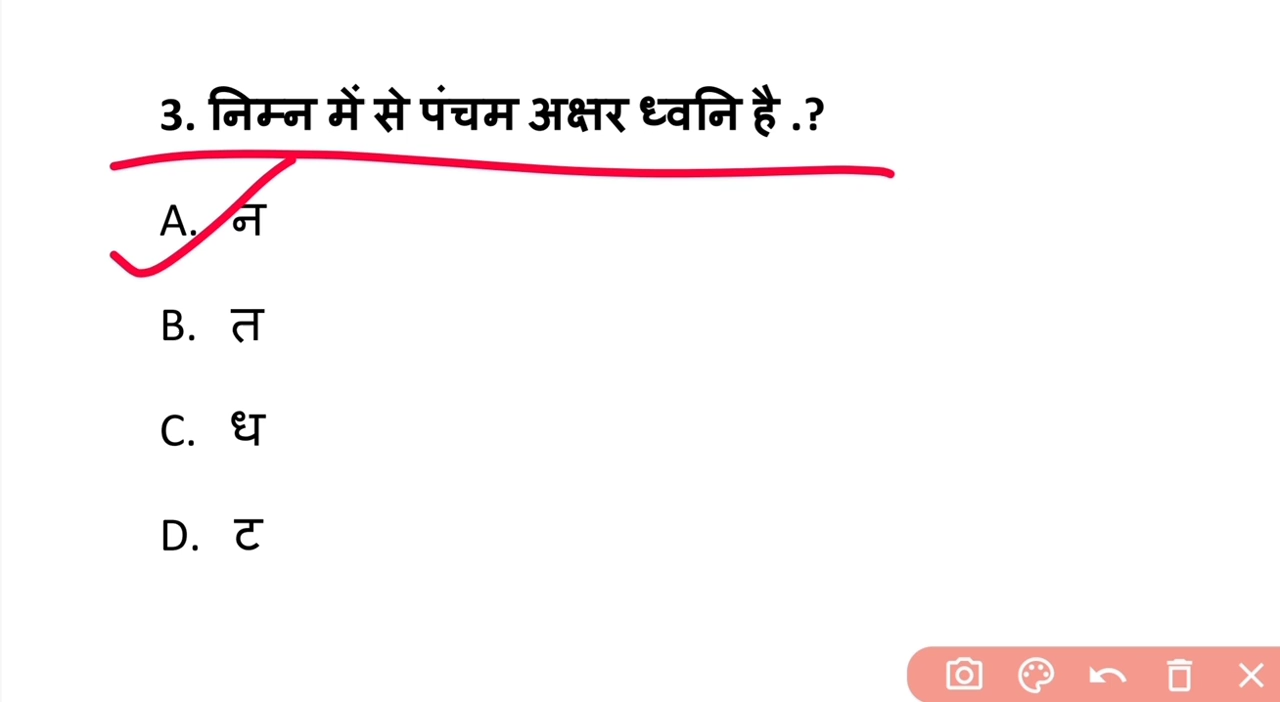 3. निम्न में से पंचम अक्षर ध्वनि है .?
A. न
B. त
C. ध
D. ट